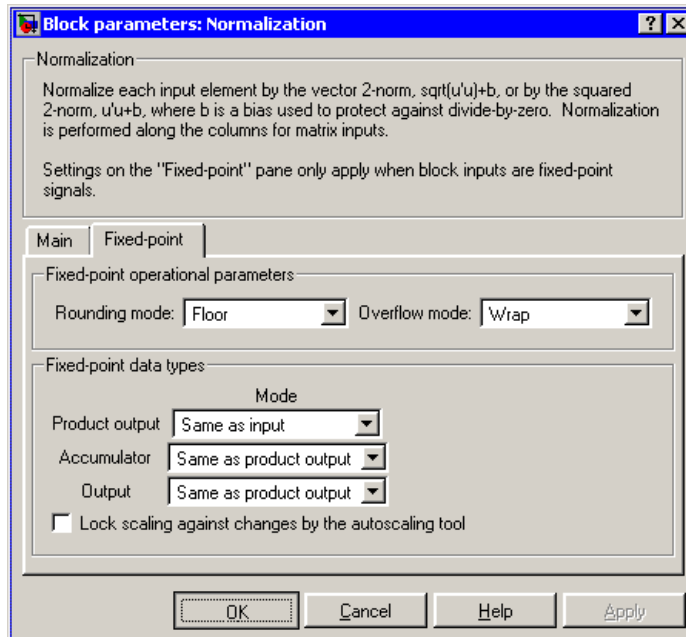 Block parameters: Normalization
? ×
Normalization
Normalize each input element by the vector 2-norm, sqrt(u'u)+b, or by the squared
2-norm, u'u+b, where b is a bias used to protect against divide-by-zero. Normalization
is performed along the columns for matrix inputs.
Settings on the "Fixed-point" pane only apply when block inputs are fixed-point
signals.
Main Fixed-point
Fixed-point operational parameters
Rounding mode: Floor Overflow mode: Wrap
Fixed-point data types
Mode
Product output Same as input
Accumulator Same as product output
Output Same as product output
Lock scaling against changes by the autoscaling tool
OK Cancel Help Apply